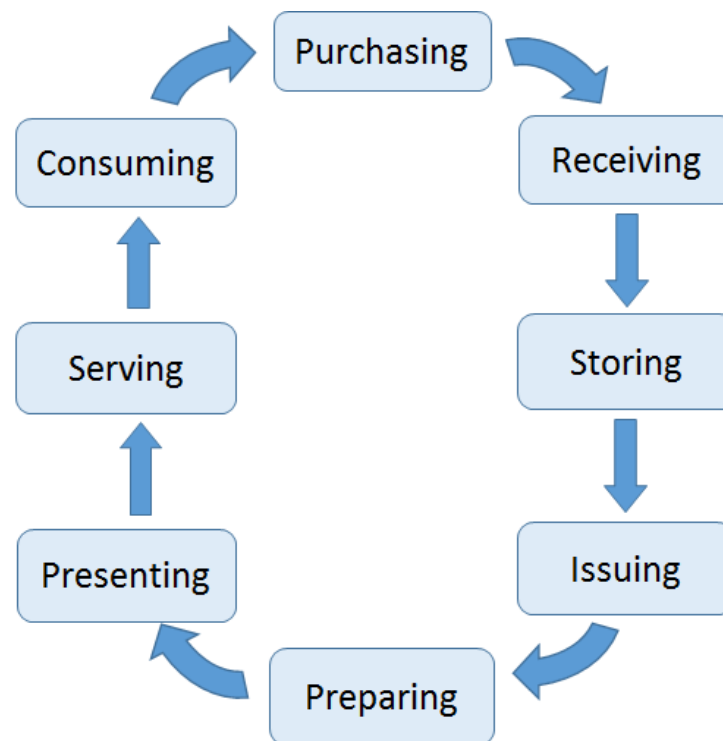 Purchasing
Receiving
Storing
Issuing
Preparing
Presenting
Serving
Consuming